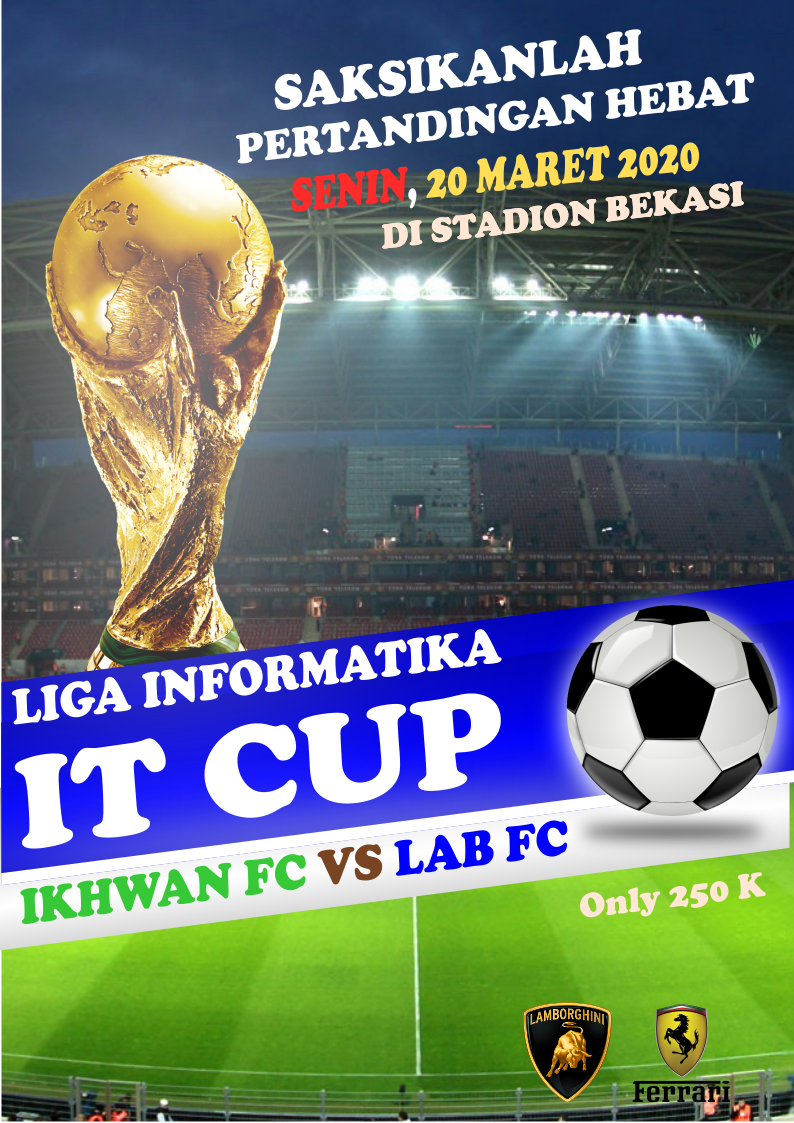 SAKSIKANLAH
PERTANDINGAN HEBAT
SENIN, 20 MARET 2020
DI STADION BEKASI
LIGA INFORMATIKA
IT CUP
IKHWAN FC VS LAB FC
Only 250 K
LAMBORGHINI
Ferrari